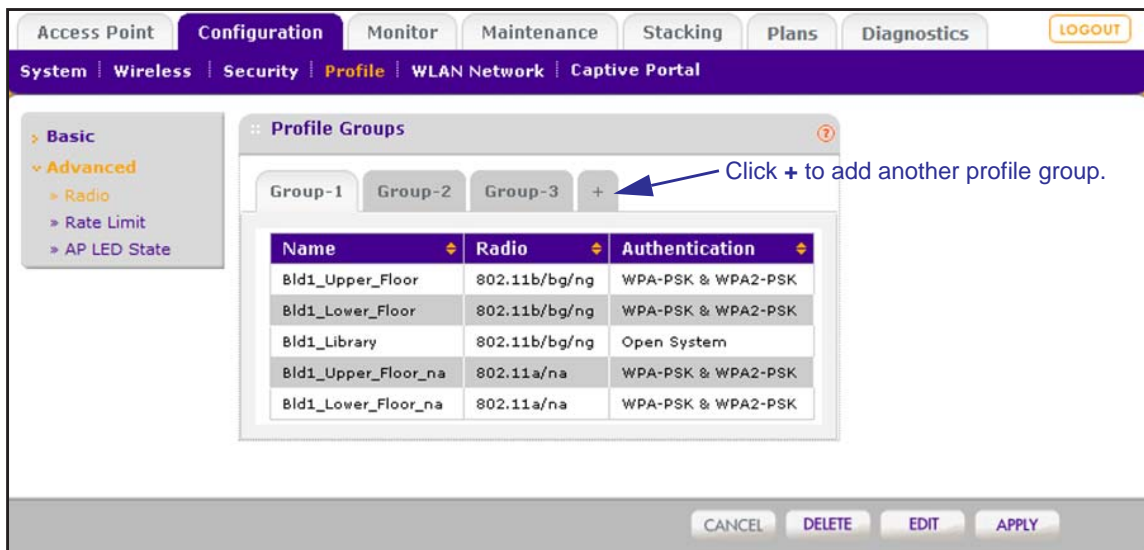 Access Point Configuration Monitor Maintenance Stacking Plans Diagnostics LOGOUT
System Wireless Security Profile WLAN Network Captive Portal
Basic
Advanced
» Radio
» Rate Limit
» AP LED State
Profile Groups ?
Click + to add another profile group.
Group-1 Group-2 Group-3 +
Name Radio Authentication
Bld1_Upper_Floor 802.11b/bg/ng WPA-PSK & WPA2-PSK
Bld1_Lower_Floor 802.11b/bg/ng WPA-PSK & WPA2-PSK
Bld1_Library 802.11b/bg/ng Open System
Bld1_Upper_Floor_na 802.11a/na WPA-PSK & WPA2-PSK
Bld1_Lower_Floor_na 802.11a/na WPA-PSK & WPA2-PSK
CANCEL DELETE EDIT APPLY